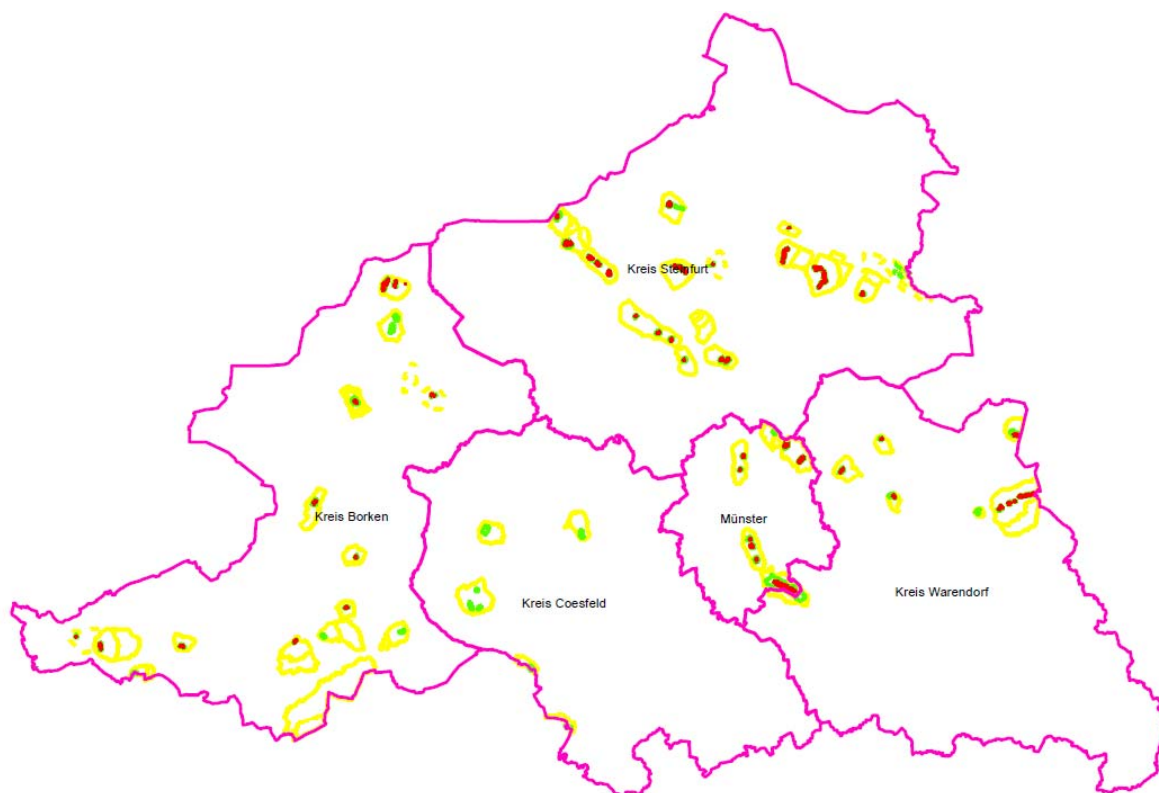 Kreis Steinfurt
Kreis Borken
Münster
Kreis Coesfeld
Kreis Warendorf